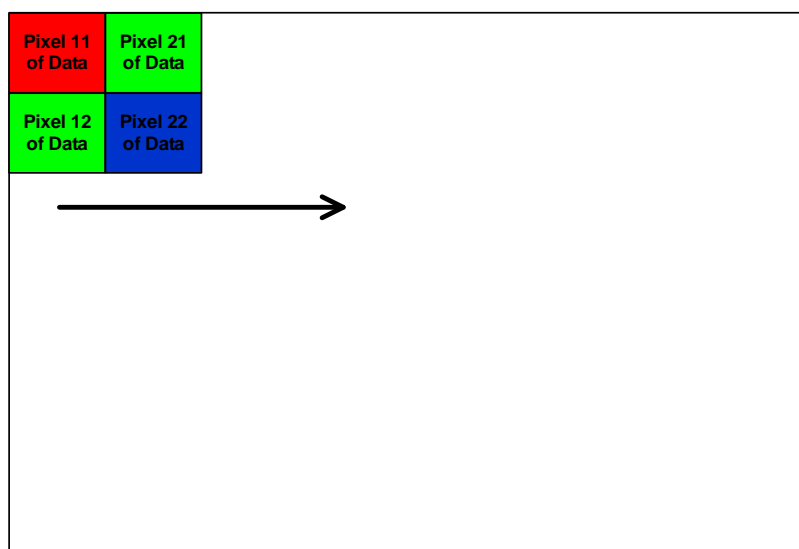 Pixel 11
of Data
Pixel 21
of Data
Pixel 12
of Data
Pixel 22
of Data